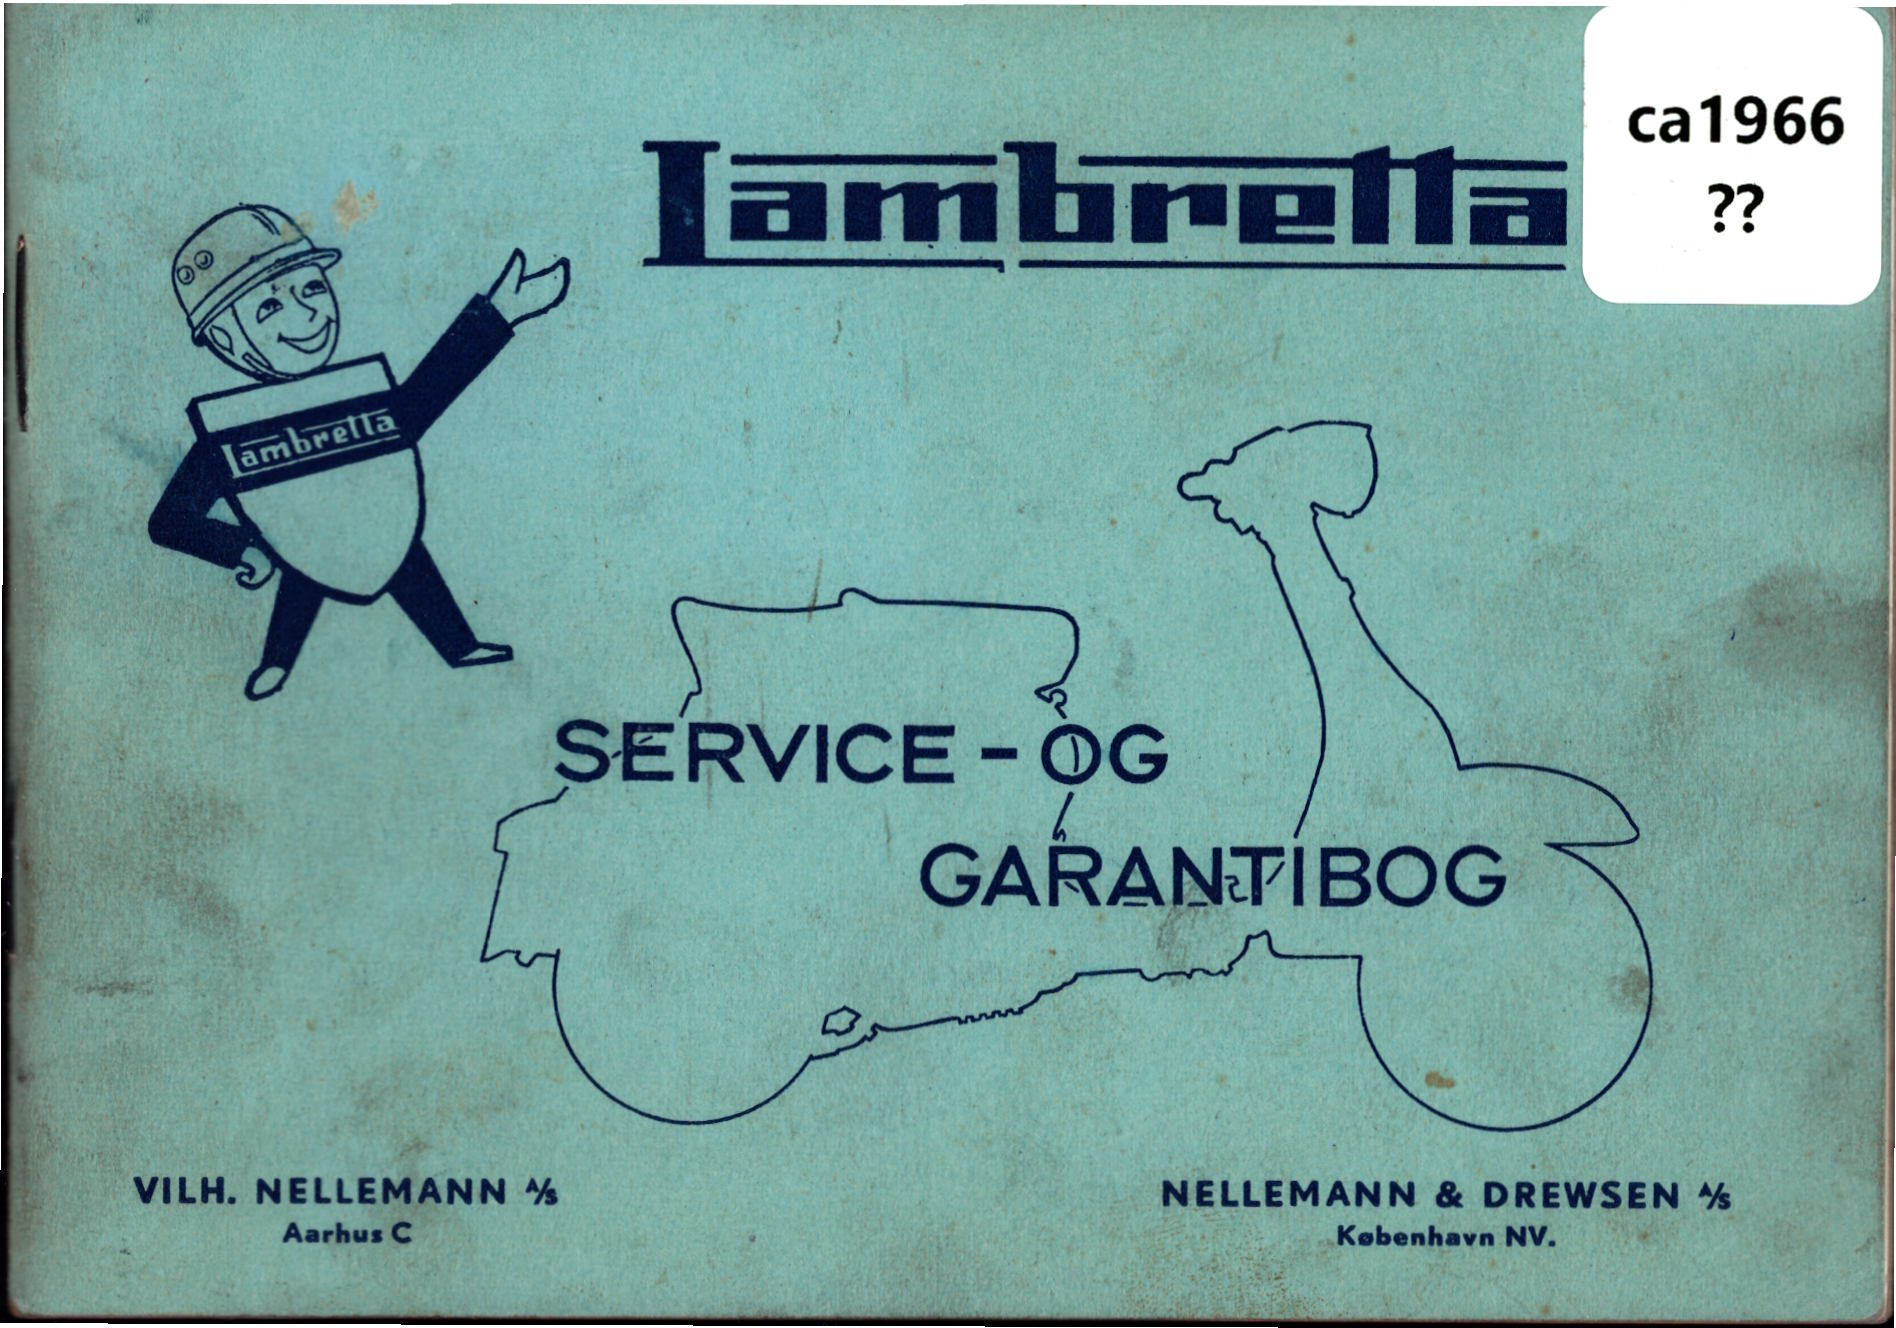 Lambretta
ca1966
??
Lambretta
SERVICE - OG
GARANTIBOG
VILH. NELLEMANN A/S
Aarhus C
NELLEMANN & DREWSEN A/S
København NV.